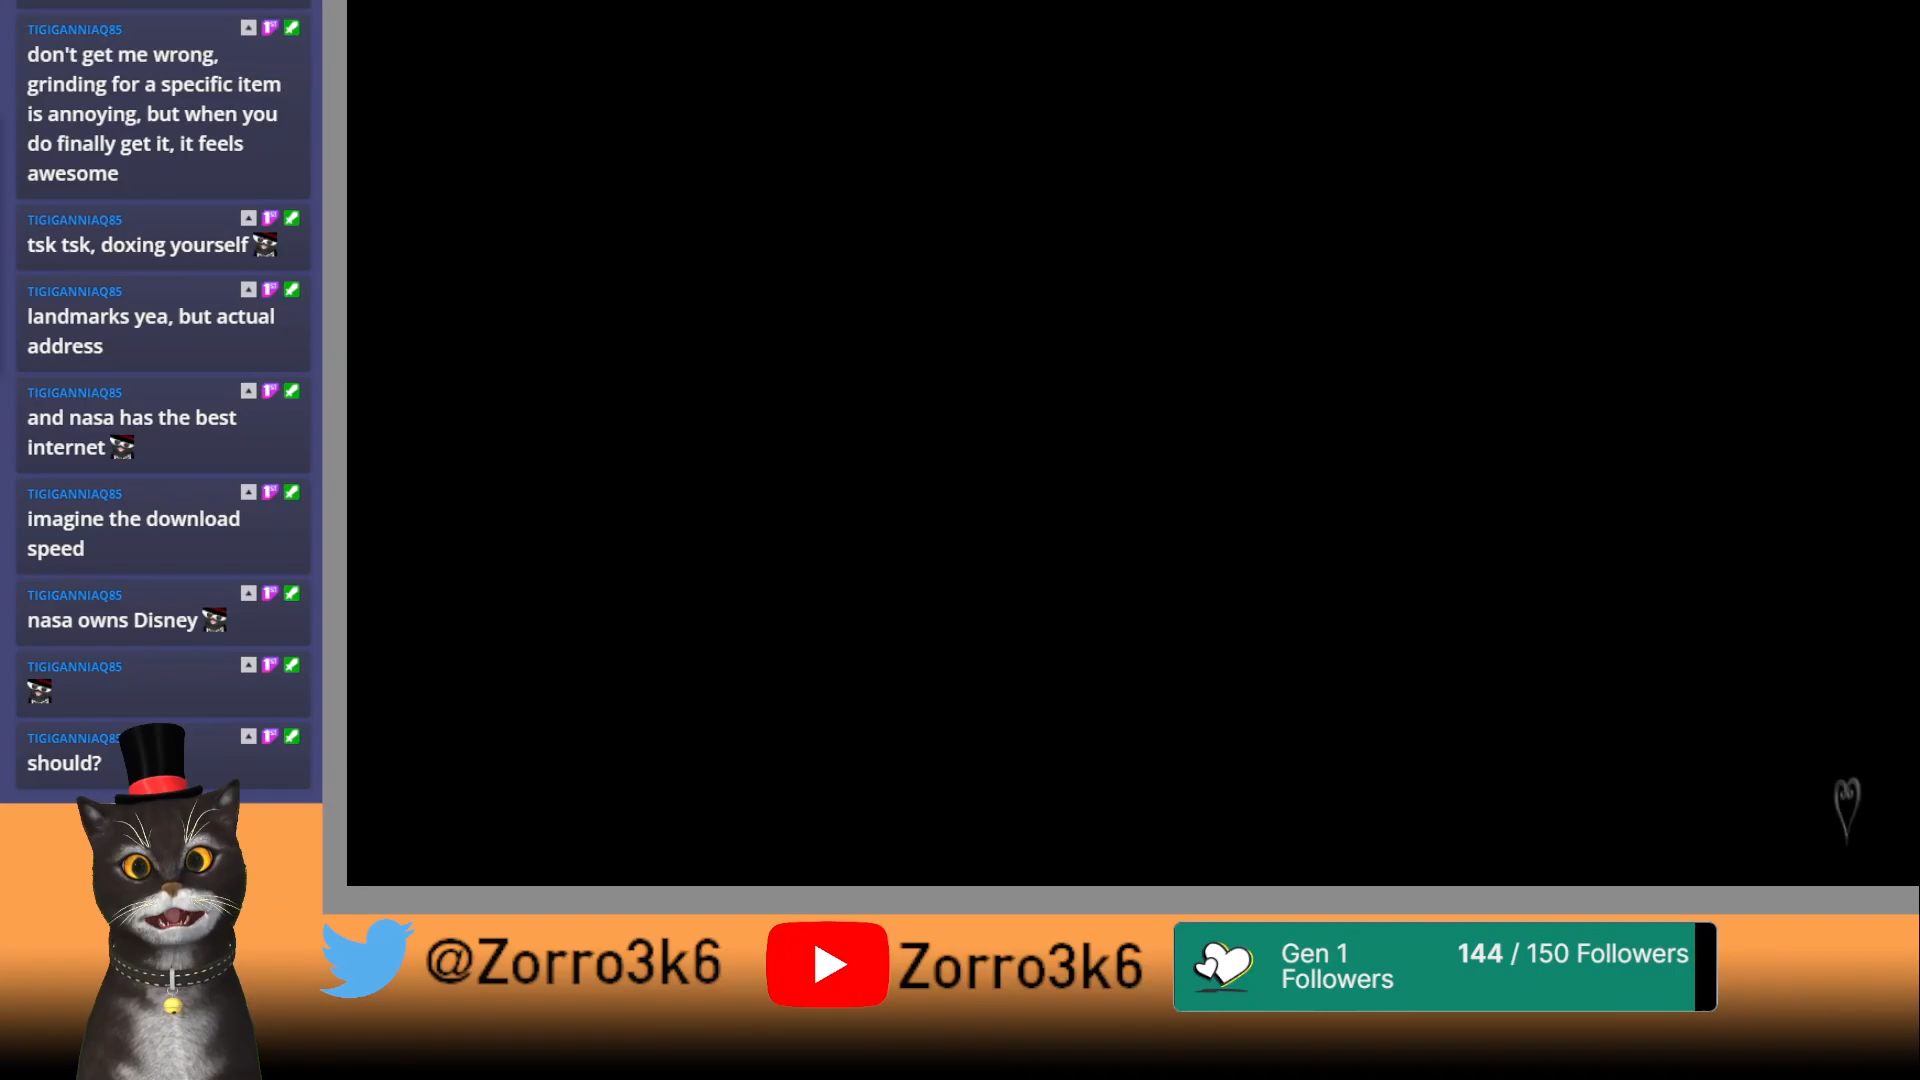 TIGIGANNIAQ85
don't get me wrong,
grinding for a specific item
is annoying, but when you
do finally get it, it feels
awesome
TIGIGANNIAQ85
tsk tsk, doxing yourself
TIGIGANNIAQ85
landmarks yea, but actual
address
TIGIGANNIAQ85
and nasa has the best
internet
TIGIGANNIAQ85
imagine the download
speed
TIGIGANNIAQ85
nasa owns Disney
TIGIGANNIAQ85
TIGIGANNIAQ85
should?
@Zorro3k6
Zorro3k6
Gen 1
Followers
144 / 150 Followers